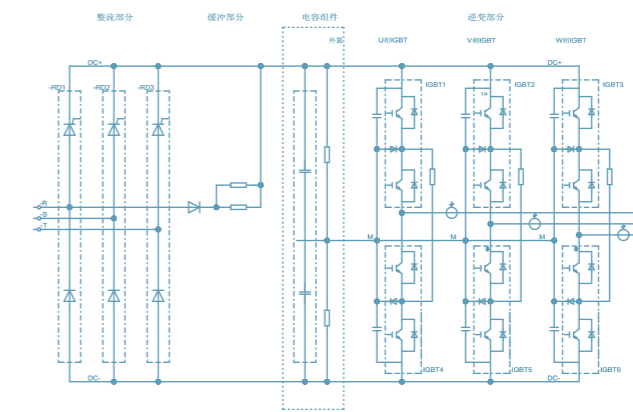 整流部分 缓冲部分 电容组件 逆变部分
外置 U相IGBT V相IGBT W相IGBT
DC+ DC+
-RD1 -RD2 -RD3 IGBT1 IGBT2 IGBT3
1/4
-R
-S
-T
M M M
IGBT4 IGBT5 IGBT6
DC- DC-